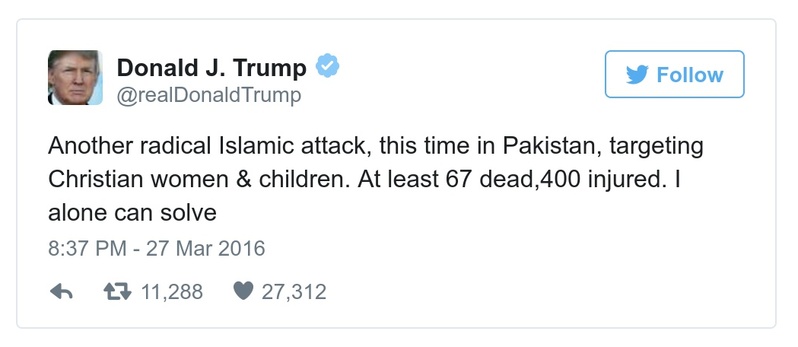 Donald J. Trump
@realDonaldTrump
Follow
Another radical Islamic attack, this time in Pakistan, targeting
Christian women & children. At least 67 dead,400 injured. I
alone can solve
8:37 PM - 27 Mar 2016
11,288 27,312